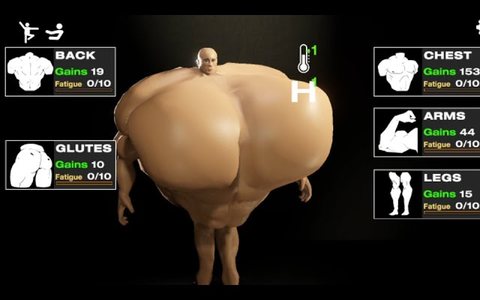 BACK
Gains 19
Fatigue 0/10
GLUTES
Gains 10
Fatigue 0/10
1
H
CHEST
Gains 153
Fatigue 0/10
ARMS
Gains 44
Fatigue 0/10
LEGS
Gains 15
Fatigue 0/10